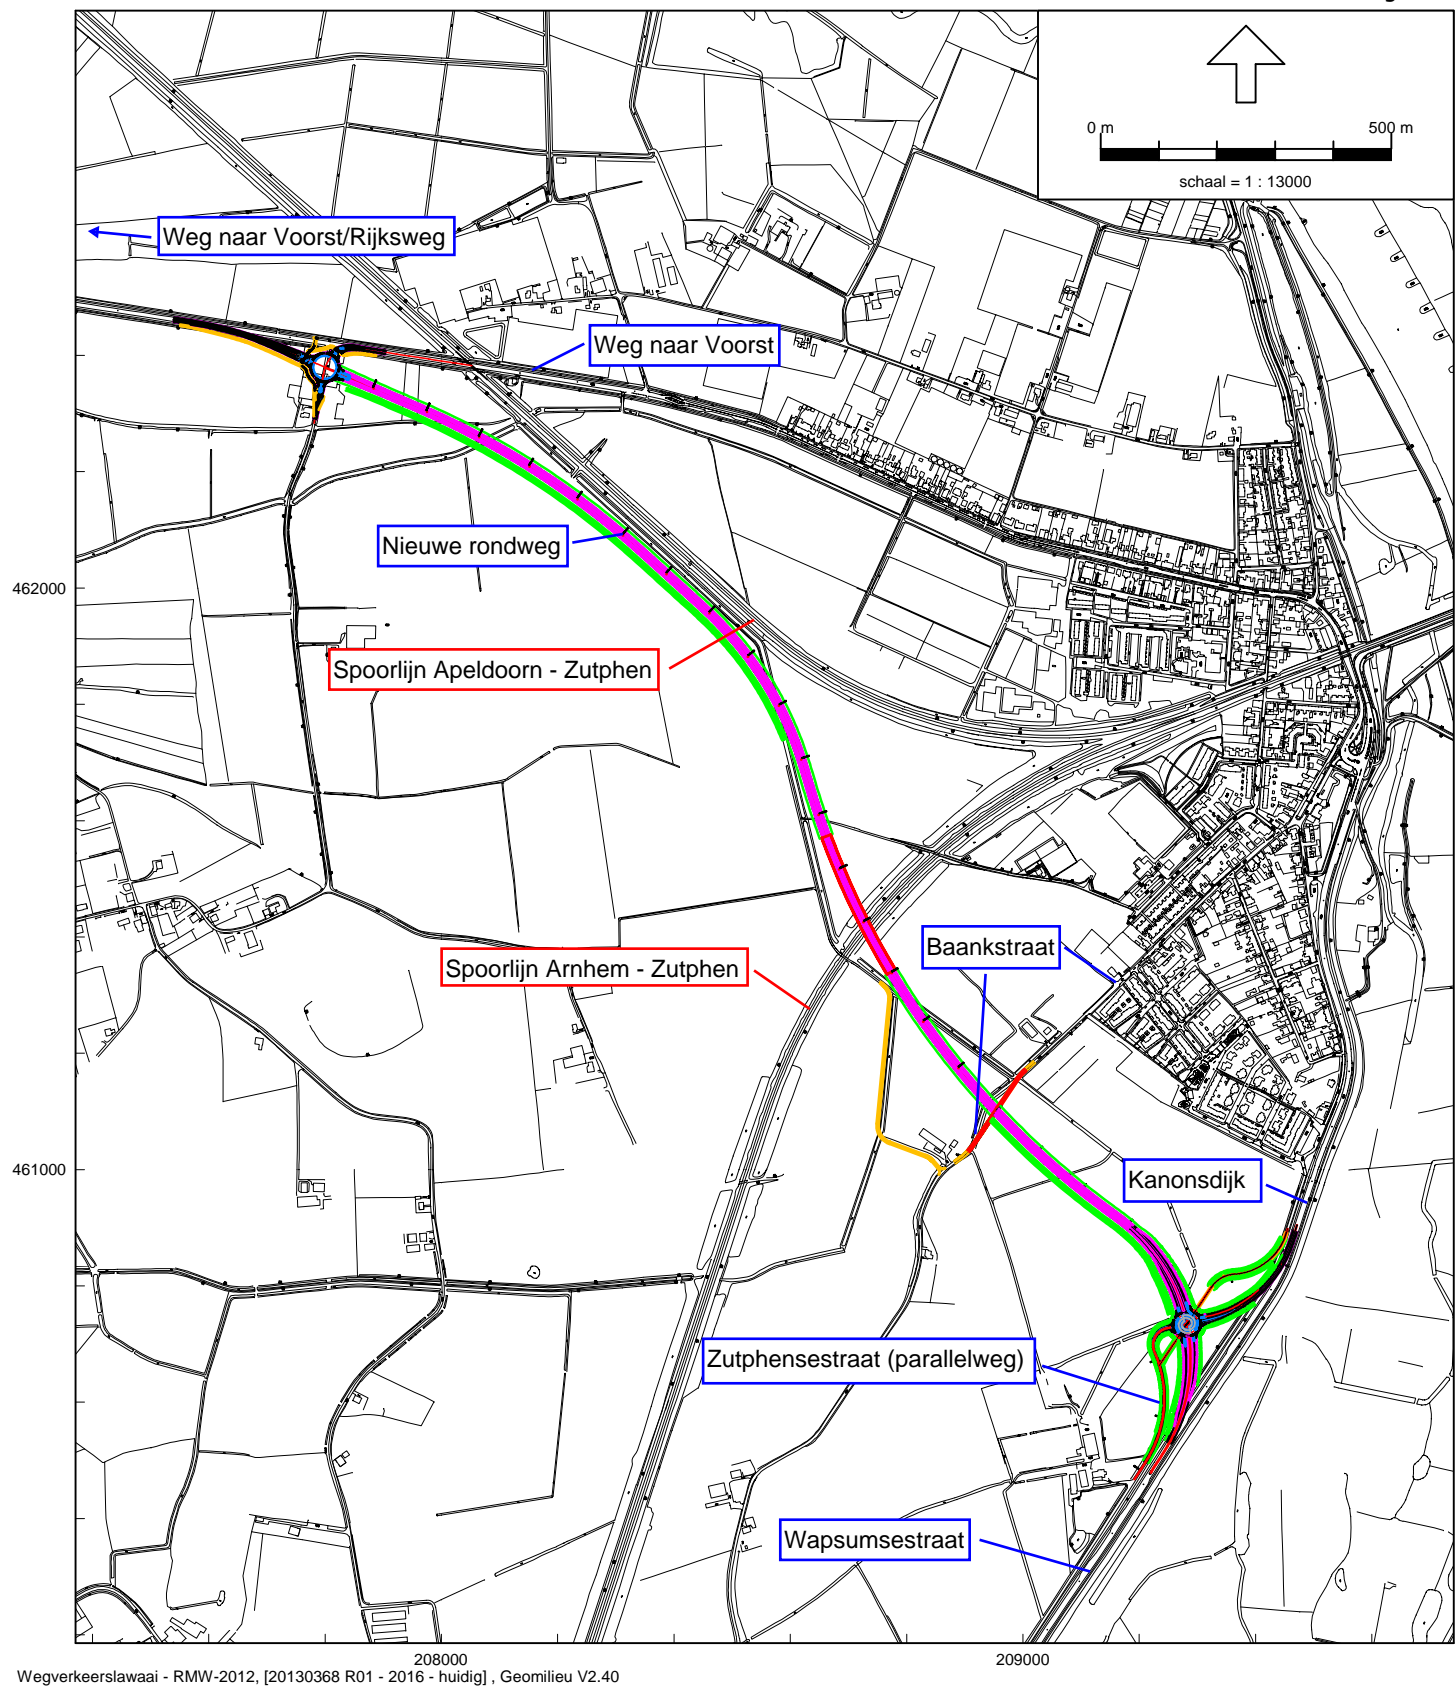 0 m 500 m
schaal = 1 : 13000
Weg naar Voorst/Rijksweg
Weg naar Voorst
Nieuwe rondweg
462000
Spoorlijn Apeldoorn - Zutphen
Baankstraat
Spoorlijn Arnhem - Zutphen
461000
Kanonsdijk
Zutphensestraat (parallelweg)
Wapsumsestraat
208000 209000
Wegverkeerslawaai - RMW-2012, [20130368 R01 - 2016 - huidig] , Geomilieu V2.40